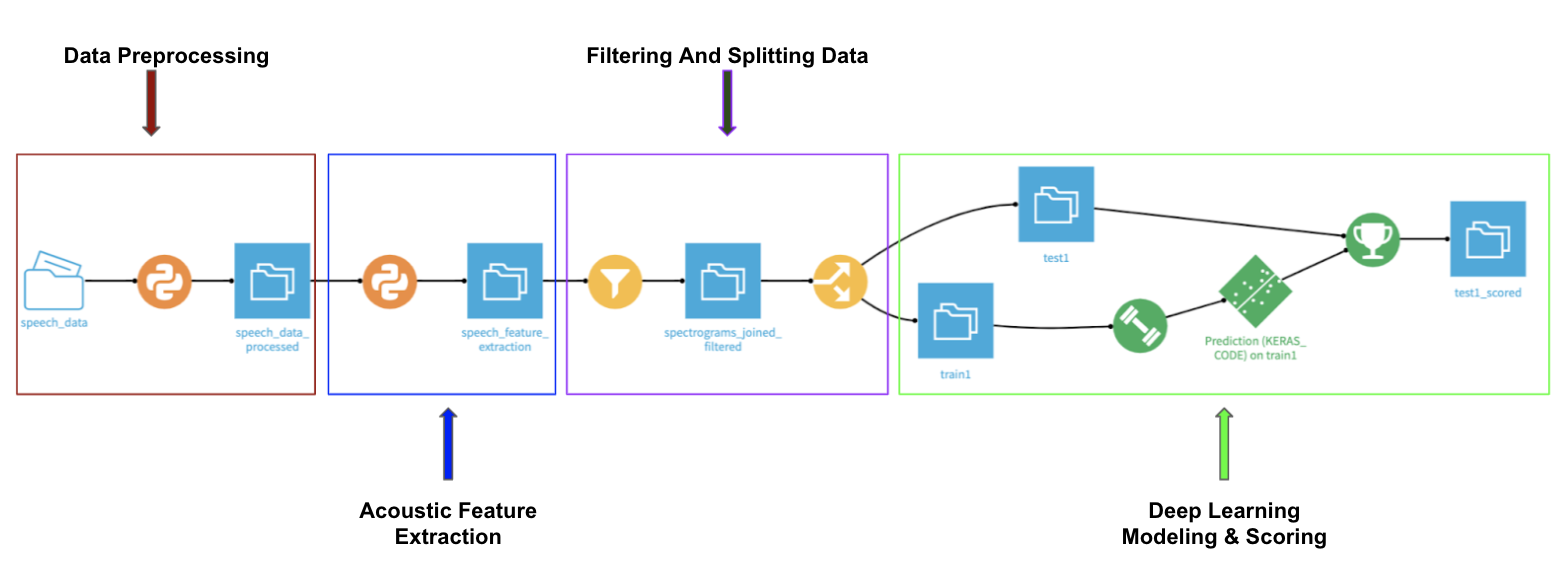 Data Preprocessing
Filtering And Splitting Data
speech_data
speech_data_
processed
speech_feature_
extraction
spectrograms_joined_
filtered
test1
train1
Prediction (KERAS_
CODE) on train1
test1_scored
Acoustic Feature
Extraction
Deep Learning
Modeling & Scoring